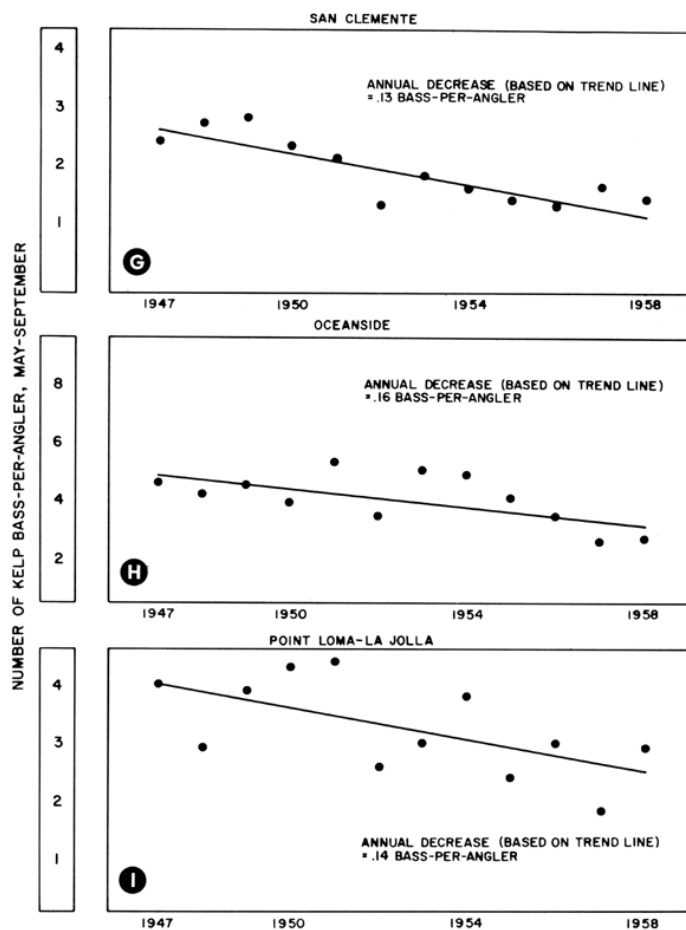 NUMBER OF KELP BASS-PER-ANGLER, MAY-SEPTEMBER
SAN CLEMENTE
4
3
2
1
ANNUAL DECREASE (BASED ON TREND LINE)
= .13 BASS-PER-ANGLER
G
1947 1950 1954 1958
OCEANSIDE
8
6
4
2
ANNUAL DECREASE (BASED ON TREND LINE)
= .16 BASS-PER-ANGLER
H
1947 1950 1954 1958
POINT LOMA-LA JOLLA
4
3
2
1
ANNUAL DECREASE (BASED ON TREND LINE)
= .14 BASS-PER-ANGLER
I
1947 1950 1954 1958